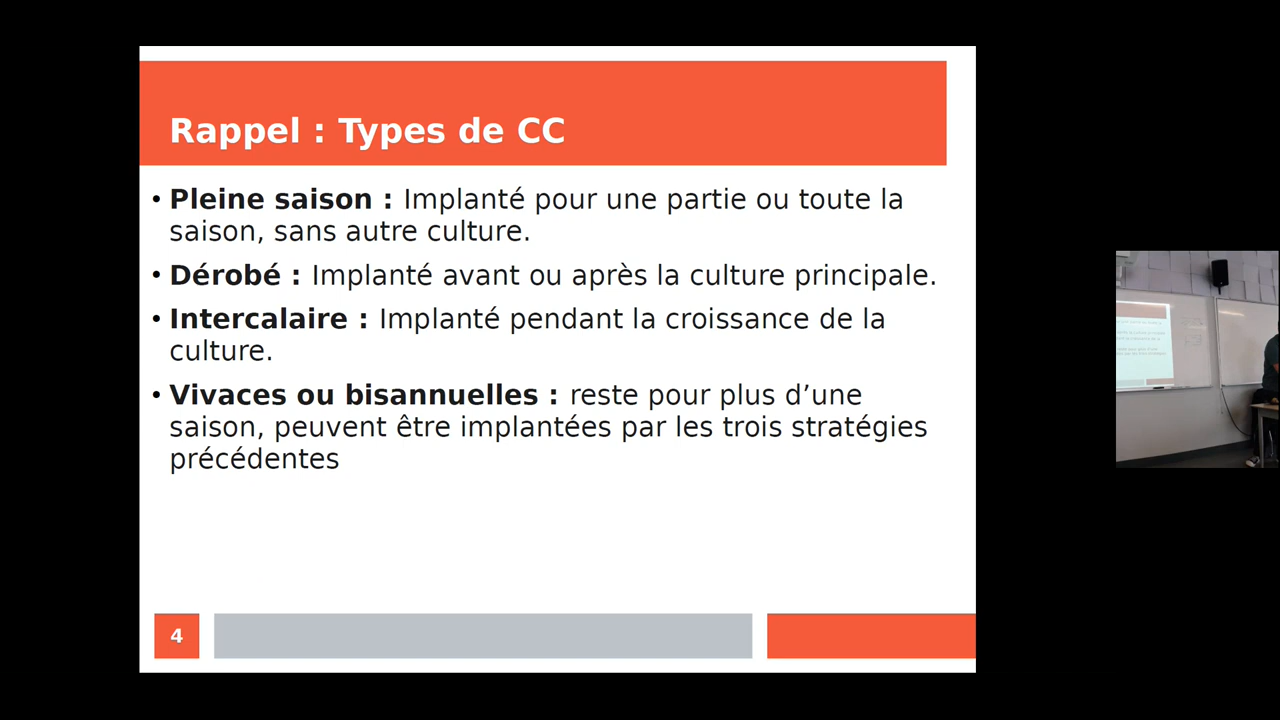 Rappel : Types de CC
• Pleine saison : Implanté pour une partie ou toute la
saison, sans autre culture.
• Dérobé : Implanté avant ou après la culture principale.
• Intercalaire : Implanté pendant la croissance de la
culture.
• Vivaces ou bisannuelles : reste pour plus d’une
saison, peuvent être implantées par les trois stratégies
précédentes
4